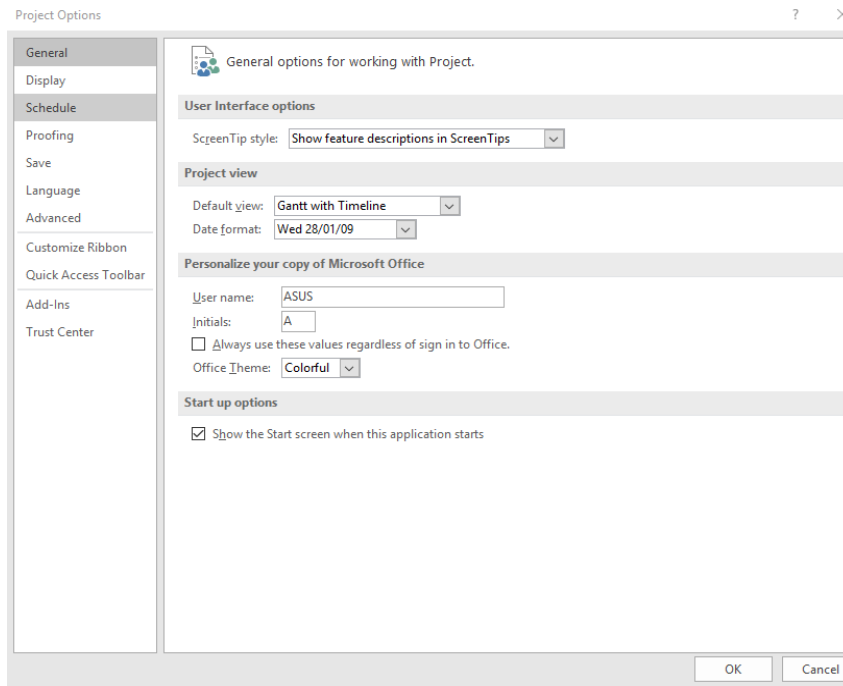 Project Options
?
General
Display
Schedule
Proofing
Save
Language
Advanced
Customize Ribbon
Quick Access Toolbar
Add-Ins
Trust Center
General options for working with Project.
User Interface options
ScreenTip style: Show feature descriptions in ScreenTips
Project view
Default view: Gantt with Timeline
Date format: Wed 28/01/09
Personalize your copy of Microsoft Office
User name: ASUS
Initials: A
Always use these values regardless of sign in to Office.
Office Theme: Colorful
Start up options
Show the Start screen when this application starts
OK
Cancel